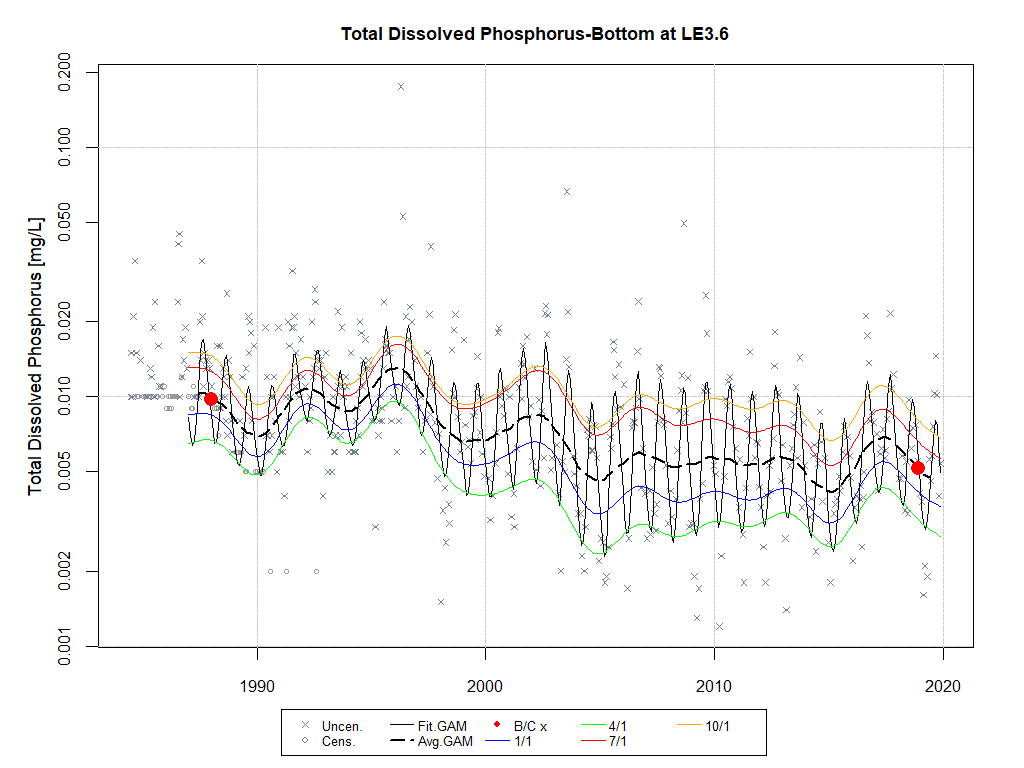 Total Dissolved Phosphorus-Bottom at LE3.6
Total Dissolved Phosphorus [mg/L]
0.200
0.100
0.050
0.020
0.010
0.005
0.002
0.001
1990 2000 2010 2020
Uncen. Fit.GAM B/C x 4/1 10/1
Cens. Avg.GAM 1/1 7/1